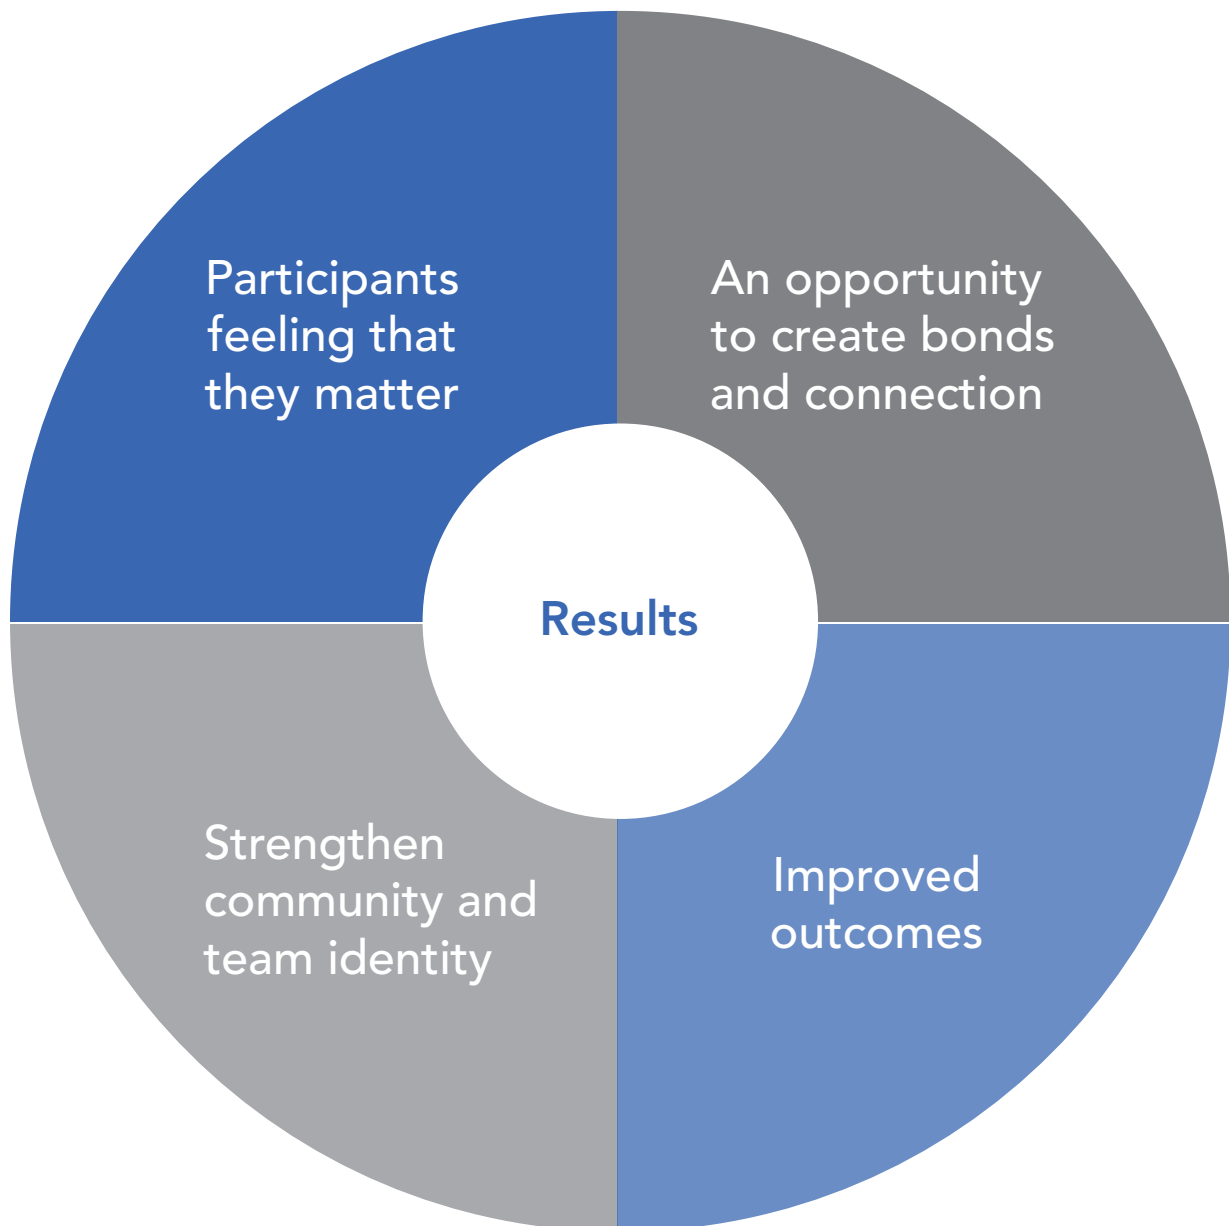 Participants
feeling that
they matter
An opportunity
to create bonds
and connection
Results
Strengthen
community and
team identity
Improved
outcomes